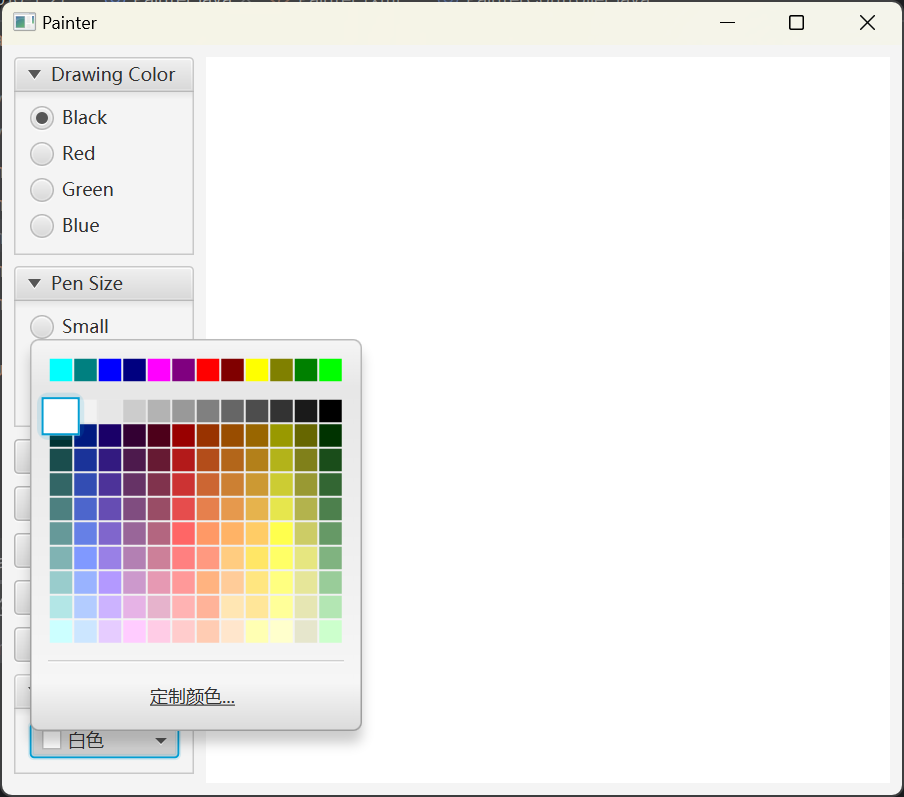 Painter
Drawing Color
Black
Red
Green
Blue
Pen Size
Small
定制颜色...
白色